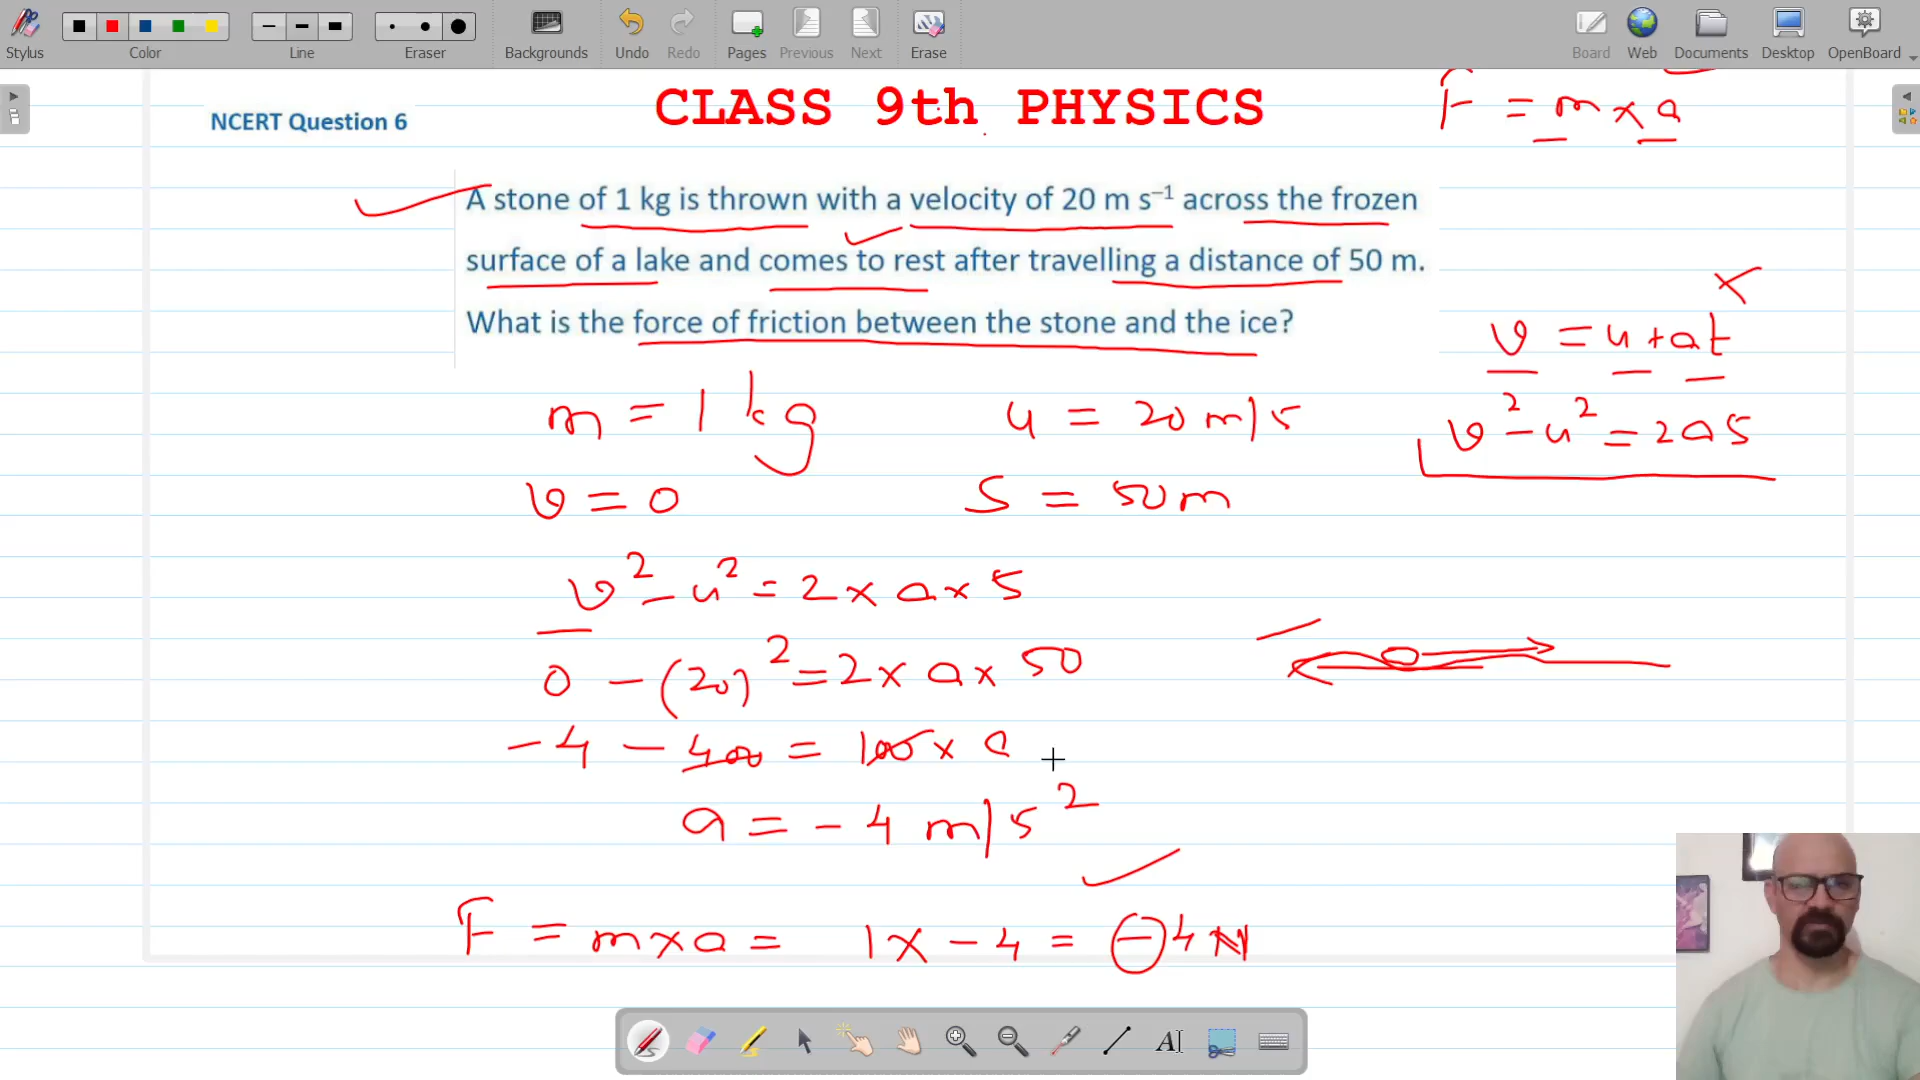 Stylus Color Line Eraser Backgrounds Undo Redo Pages Previous Next Erase Board Web Documents Desktop OpenBoard
NCERT Question 6
CLASS 9th PHYSICS
F = m x a
A stone of 1 kg is thrown with a velocity of 20 m s⁻¹ across the frozen
surface of a lake and comes to rest after travelling a distance of 50 m.
What is the force of friction between the stone and the ice?
v = u + at
v² - u² = 2as
m = 1 kg u = 20 m/s
v = 0 S = 50 m
v² - u² = 2 x a x s
0 - (20)² = 2 x a x 50
-4 - 400 = 100 x a
a = - 4 m/s²
F = m x a = 1 x - 4 = - 4 N